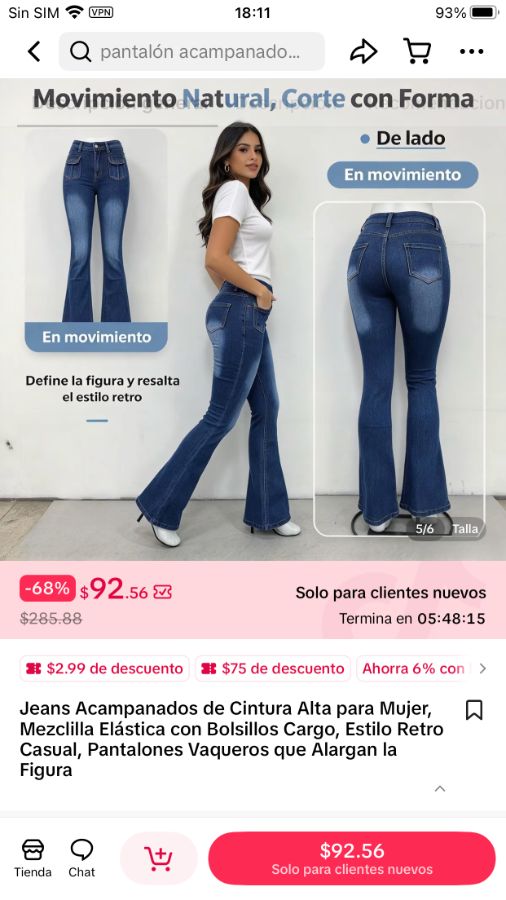 Sin SIM VPN 18:11 93%
pantalón acampanado...
Movimiento Natural, Corte con Forma
De lado
En movimiento
En movimiento
Define la figura y resalta
el estilo retro
5/6 Talla
-68% $92.56
Solo para clientes nuevos
$285.88
Termina en 05:48:15
$2.99 de descuento
$75 de descuento
Ahorra 6% con
Jeans Acampanados de Cintura Alta para Mujer,
Mezclilla Elástica con Bolsillos Cargo, Estilo Retro
Casual, Pantalones Vaqueros que Alargan la
Figura
Tienda
Chat
$92.56
Solo para clientes nuevos